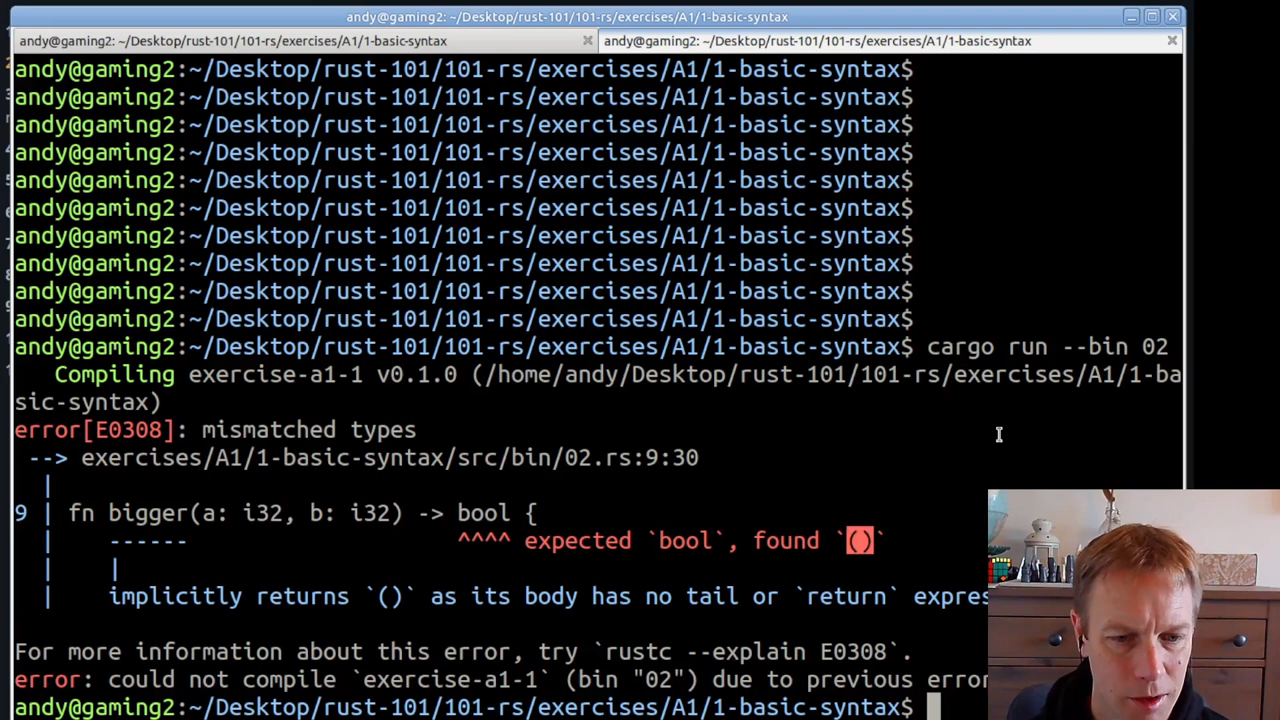 andy@gaming2: ~/Desktop/rust-101/101-rs/exercises/A1/1-basic-syntax
andy@gaming2: ~/Desktop/rust-101/101-rs/exercises/A1/1-basic-syntax
andy@gaming2: ~/Desktop/rust-101/101-rs/exercises/A1/1-basic-syntax
andy@gaming2:~/Desktop/rust-101/101-rs/exercises/A1/1-basic-syntax$
andy@gaming2:~/Desktop/rust-101/101-rs/exercises/A1/1-basic-syntax$
andy@gaming2:~/Desktop/rust-101/101-rs/exercises/A1/1-basic-syntax$
andy@gaming2:~/Desktop/rust-101/101-rs/exercises/A1/1-basic-syntax$
andy@gaming2:~/Desktop/rust-101/101-rs/exercises/A1/1-basic-syntax$
andy@gaming2:~/Desktop/rust-101/101-rs/exercises/A1/1-basic-syntax$
andy@gaming2:~/Desktop/rust-101/101-rs/exercises/A1/1-basic-syntax$
andy@gaming2:~/Desktop/rust-101/101-rs/exercises/A1/1-basic-syntax$
andy@gaming2:~/Desktop/rust-101/101-rs/exercises/A1/1-basic-syntax$
andy@gaming2:~/Desktop/rust-101/101-rs/exercises/A1/1-basic-syntax$
andy@gaming2:~/Desktop/rust-101/101-rs/exercises/A1/1-basic-syntax$ cargo run --bin 02
   Compiling exercise-a1-1 v0.1.0 (/home/andy/Desktop/rust-101/101-rs/exercises/A1/1-ba
sic-syntax)
error[E0308]: mismatched types
 --> exercises/A1/1-basic-syntax/src/bin/02.rs:9:30
  |
9 | fn bigger(a: i32, b: i32) -> bool {
  |    ------                    ^^^^ expected `bool`, found `()`
  |    |
  |    implicitly returns `()` as its body has no tail or `return` expres

For more information about this error, try `rustc --explain E0308`.
error: could not compile `exercise-a1-1` (bin "02") due to previous error
andy@gaming2:~/Desktop/rust-101/101-rs/exercises/A1/1-basic-syntax$